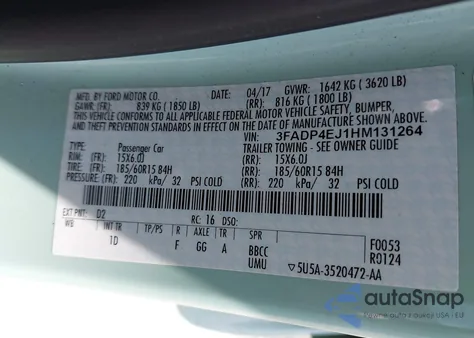 MFD. BY FORD MOTOR CO. DATE: 04/17 GVWR: 1642 KG ( 3620 LB)
GAWR: (FR): 839 KG ( 1850 LB) (RR): 816 KG ( 1800 LB)
THIS VEHICLE CONFORMS TO ALL APPLICABLE FEDERAL MOTOR VEHICLE SAFETY, BUMPER,
AND THEFT PREVENTION STANDARDS IN EFFECT ON THE DATE OF MANUFACTURE SHOWN ABOVE.
VIN: 3FADP4EJ1HM131264
TYPE: Passenger Car TRAILER TOWING - SEE OWNER GUIDE
RIM: (FR): 15X6.0J (RR): 15X6.0J
TIRE: (FR): 185/60R15 84H (RR): 185/60R15 84H
PRESSURE: (FR): 220 kPa/ 32 PSI COLD (RR): 220 kPa/ 32 PSI COLD
EXT PNT: D2 RC: 16 DSO:
WB INT TR TP/PS R AXLE TR SPR
1D F GG A BBCC F0053
UMU R0124
▽5U5A-3520472-AA
autoSnap
USA | EU